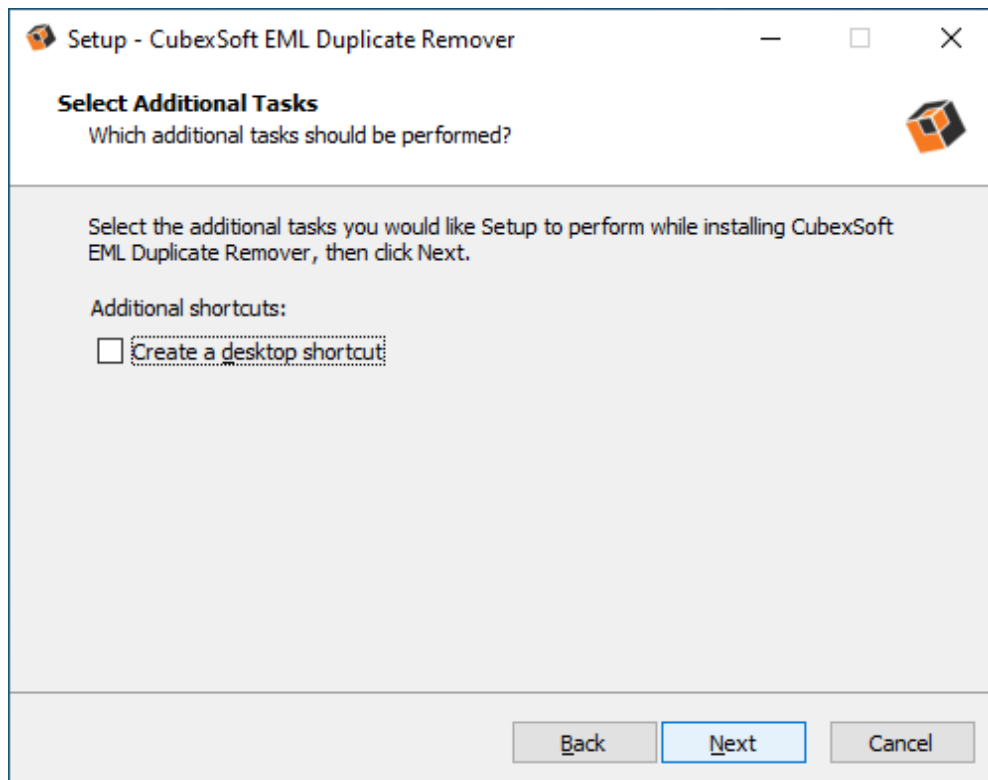 Setup - CubexSoft EML Duplicate Remover
Select Additional Tasks
Which additional tasks should be performed?
Select the additional tasks you would like Setup to perform while installing CubexSoft
EML Duplicate Remover, then click Next.
Additional shortcuts:
Create a desktop shortcut
Back Next Cancel